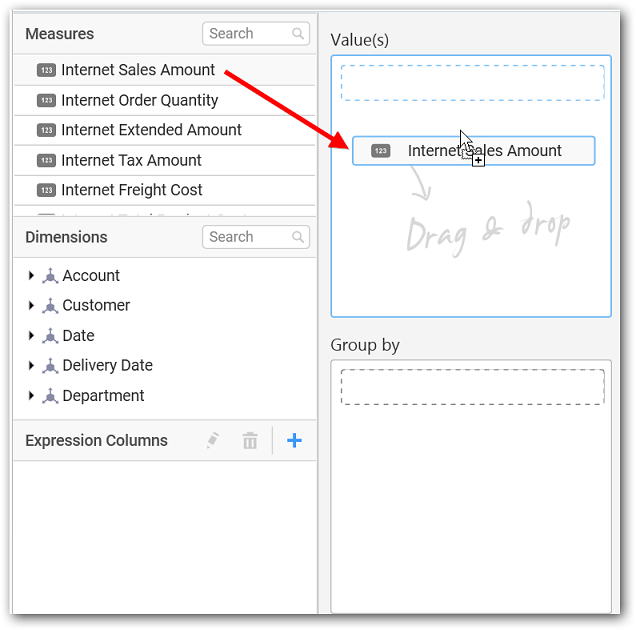 Measures
Search
123 Internet Sales Amount
123 Internet Order Quantity
123 Internet Extended Amount
123 Internet Tax Amount
123 Internet Freight Cost
Dimensions
Search
Account
Customer
Date
Delivery Date
Department
Expression Columns
Value(s)
123 Internet Sales Amount
Drag & drop
Group by